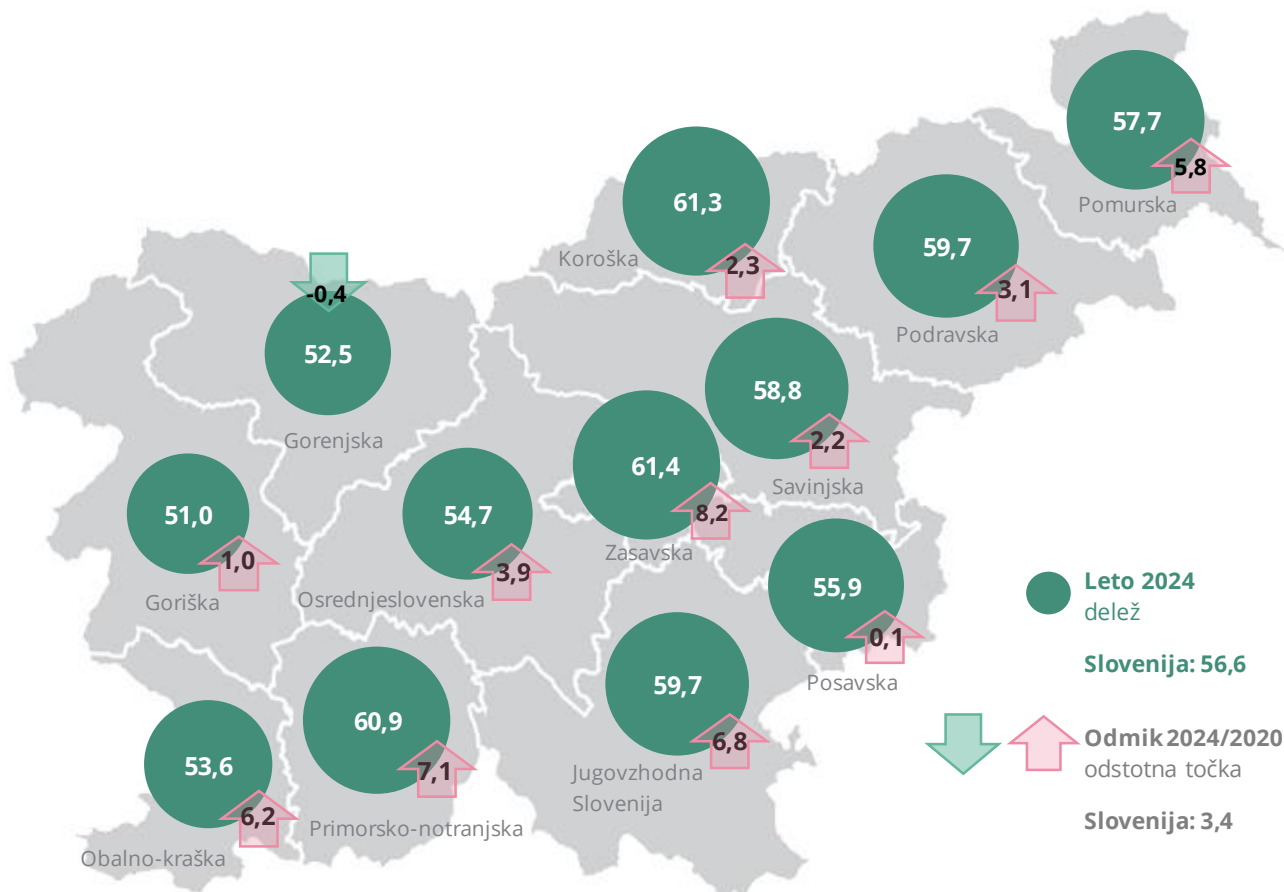 57,7
5,8
Pomurska
61,3
2,3
Koroška
59,7
3,1
Podravska
-0,4
52,5
Gorenjska
58,8
2,2
Savinjska
61,4
8,2
Zasavska
51,0
1,0
Goriška
54,7
3,9
Osrednjeslovenska
55,9
0,1
Posavska
59,7
6,8
Jugovzhodna
Slovenija
60,9
7,1
Primorsko-notranjska
53,6
6,2
Obalno-kraška
Leto 2024
delež
Slovenija: 56,6
Odmik 2024/2020
odstotna točka
Slovenija: 3,4